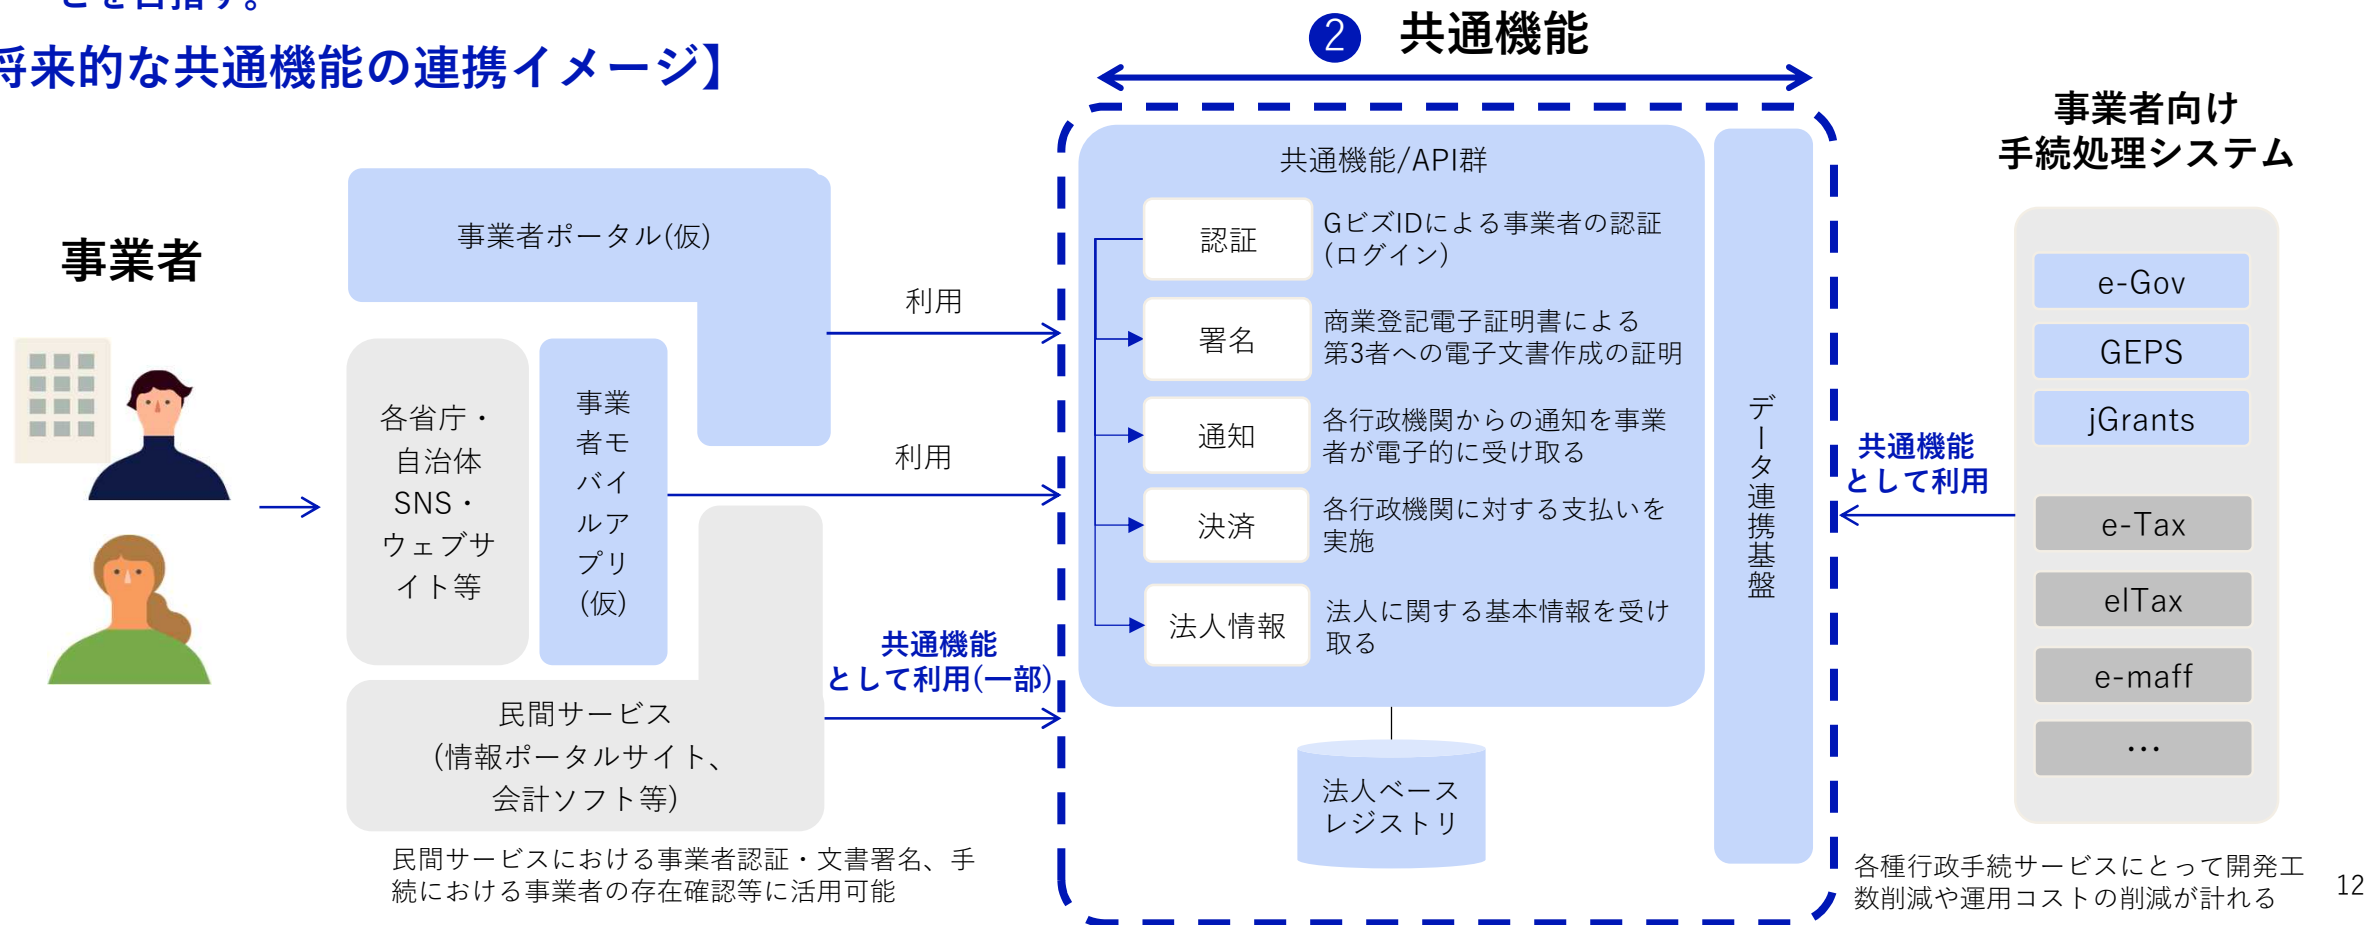 とを目指す。
将来的な共通機能の連携イメージ】
2 共通機能
事業者
事業者ポータル(仮)
各省庁・
自治体
SNS・
ウェブサ
イト等
事業
者モ
バイ
ルア
プリ
(仮)
民間サービス
(情報ポータルサイト、
会計ソフト等)
民間サービスにおける事業者認証・文書署名、手
続における事業者の存在確認等に活用可能
利用
利用
共通機能
として利用(一部)
共通機能/API群
認証
GビズIDによる事業者の認証
(ログイン)
署名
商業登記電子証明書による
第3者への電子文書作成の証明
通知
各行政機関からの通知を事業
者が電子的に受け取る
決済
各行政機関に対する支払いを
実施
法人情報
法人に関する基本情報を受け
取る
法人ベース
レジストリ
データ連携基盤
共通機能
として利用
事業者向け
手続処理システム
e-Gov
GEPS
jGrants
e-Tax
elTax
e-maff
…
各種行政手続サービスにとって開発工
数削減や運用コストの削減が計れる
12